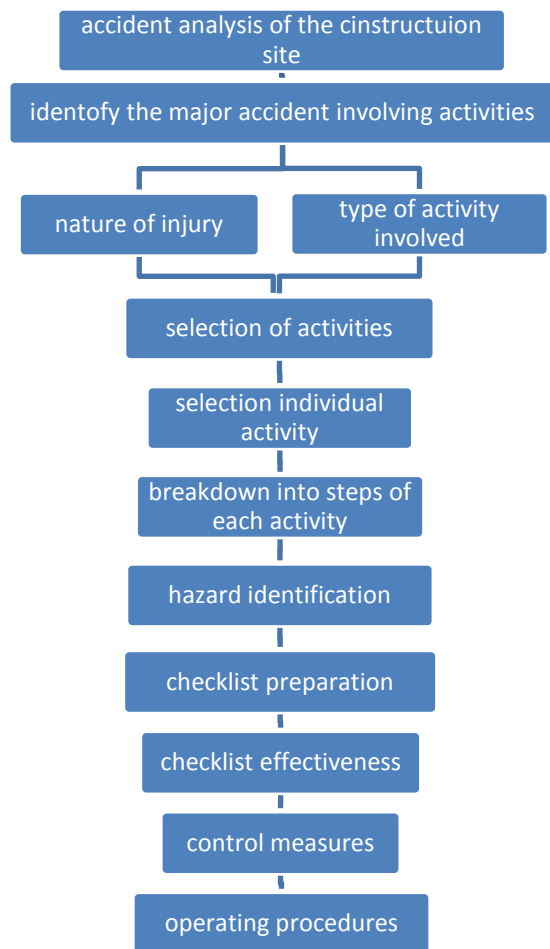 accident analysis of the cinstructuion
site
identofy the major accident involving activities
nature of injury
type of activity
involved
selection of activities
selection individual
activity
breakdown into steps of
each activity
hazard identification
checklist preparation
checklist effectiveness
control measures
operating procedures